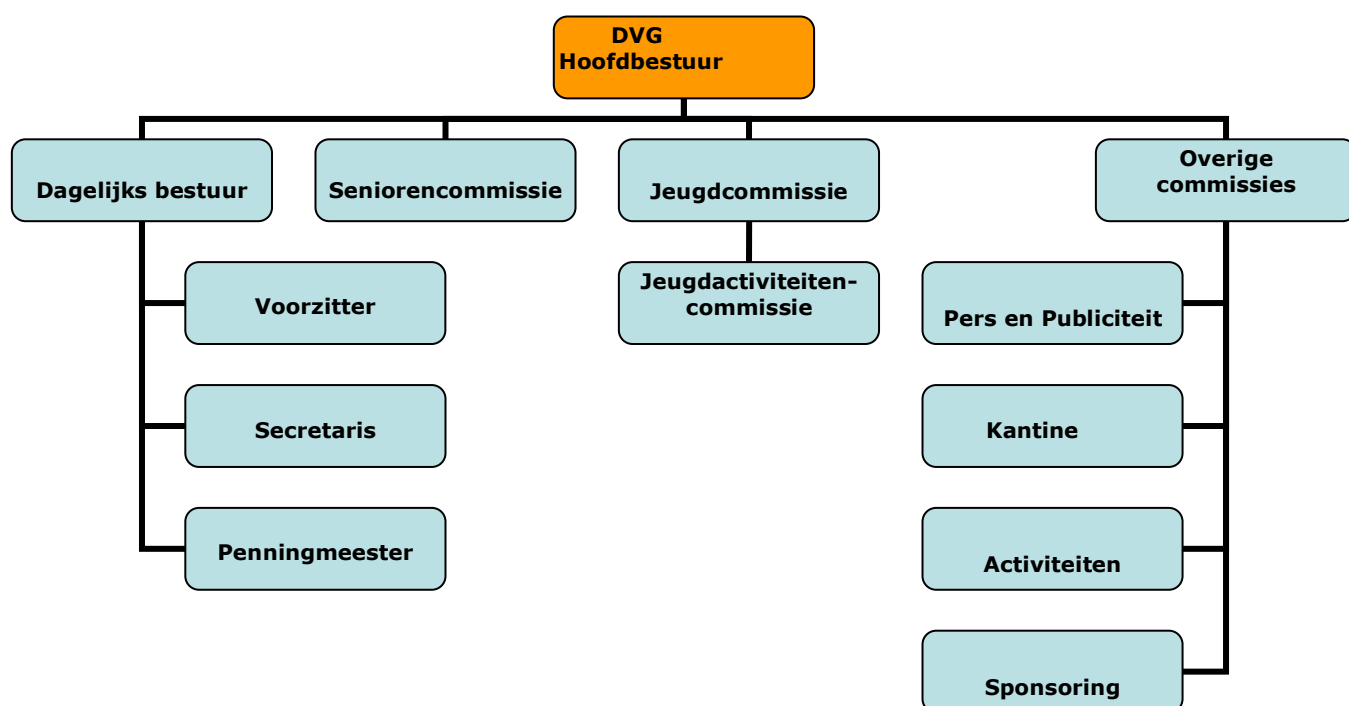 DVG
Hoofdbestuur
Dagelijks bestuur
Seniorencommissie
Jeugdcommissie
Overige
commissies
Voorzitter
Jeugdactiviteiten-
commissie
Pers en Publiciteit
Secretaris
Kantine
Penningmeester
Activiteiten
Sponsoring